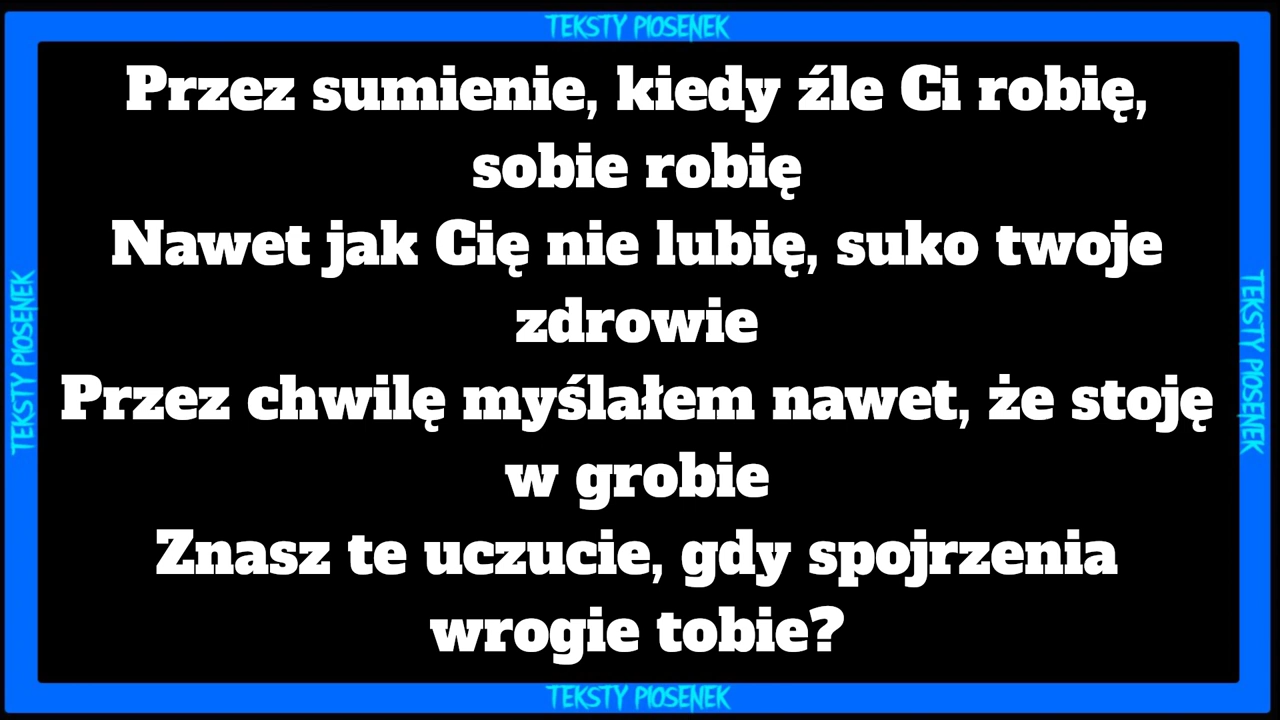 TEKSTY PIOSENEK
Przez sumienie, kiedy źle Ci robię,
sobie robię
Nawet jak Cię nie lubię, suko twoje
zdrowie
Przez chwilę myślałem nawet, że stoję
w grobie
Znasz te uczucie, gdy spojrzenia
wrogie tobie?
TEKSTY PIOSENEK
TEKSTY PIOSENEK
TEKSTY PIOSENEK